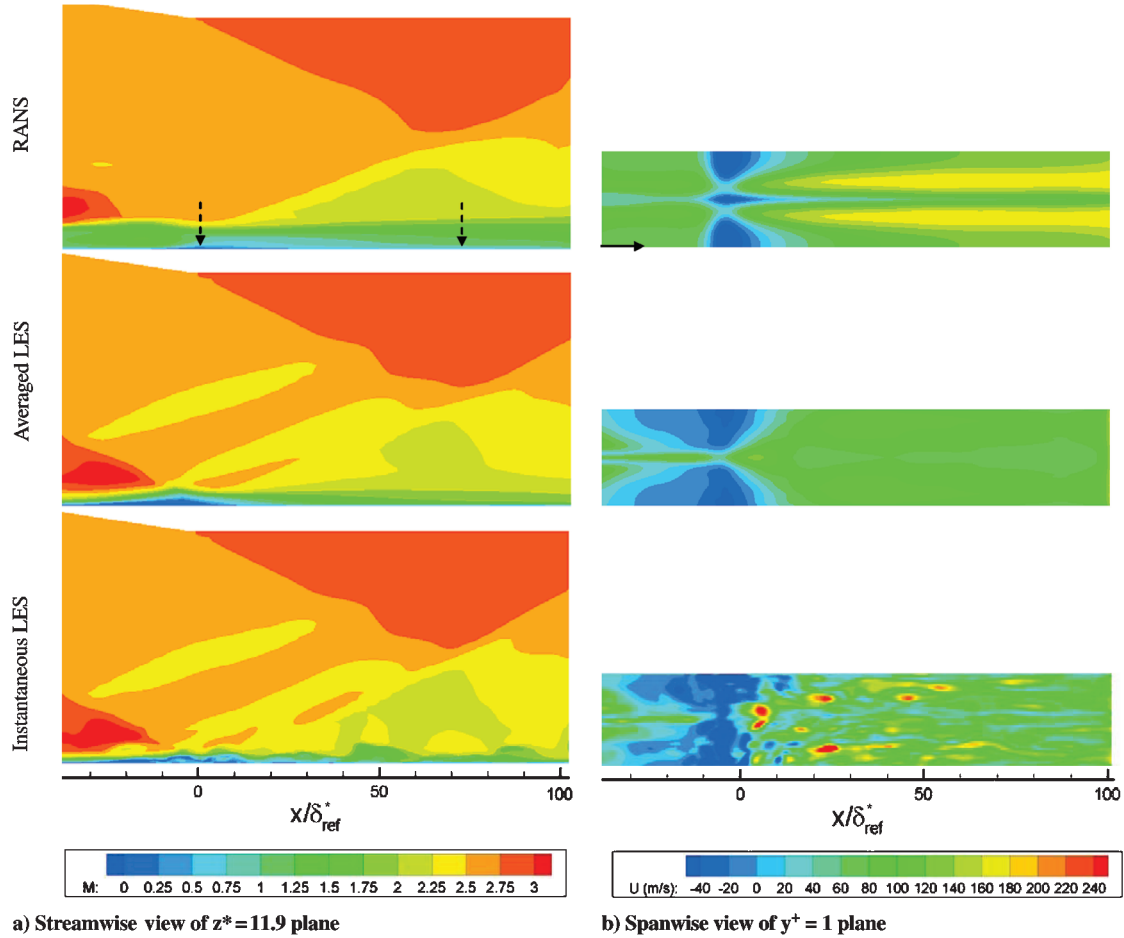 RANS
Averaged LES
Instantaneous LES
0 50 100
x/δ*ref
0 50 100
x/δ*ref
M: 0 0.25 0.5 0.75 1 1.25 1.5 1.75 2 2.25 2.5 2.75 3
U (m/s): -40 -20 0 20 40 60 80 100 120 140 160 180 200 220 240
a) Streamwise view of z* = 11.9 plane
b) Spanwise view of y+ = 1 plane